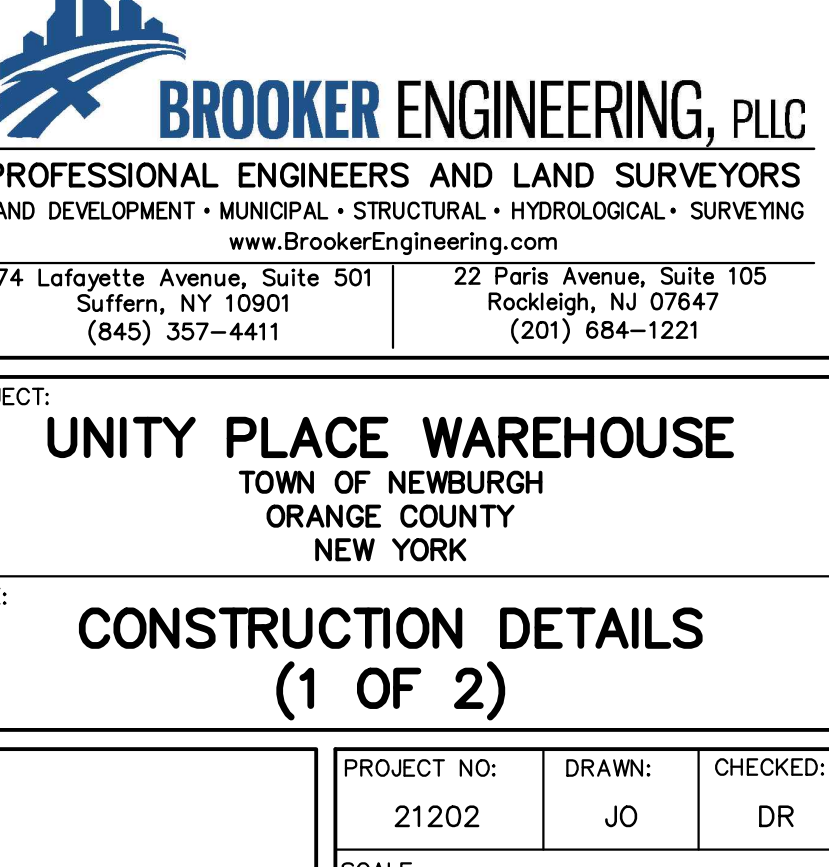 BROOKER ENGINEERING, PLLC
PROFESSIONAL ENGINEERS AND LAND SURVEYORS
AND DEVELOPMENT • MUNICIPAL • STRUCTURAL • HYDROLOGICAL • SURVEYING
www.BrookerEngineering.com
74 Lafayette Avenue, Suite 501
Suffern, NY 10901
(845) 357-4411
22 Paris Avenue, Suite 105
Rockleigh, NJ 07647
(201) 684-1221
JECT:
UNITY PLACE WAREHOUSE
TOWN OF NEWBURGH
ORANGE COUNTY
NEW YORK
CONSTRUCTION DETAILS
(1 OF 2)
PROJECT NO:
21202
DRAWN:
JO
CHECKED:
DR